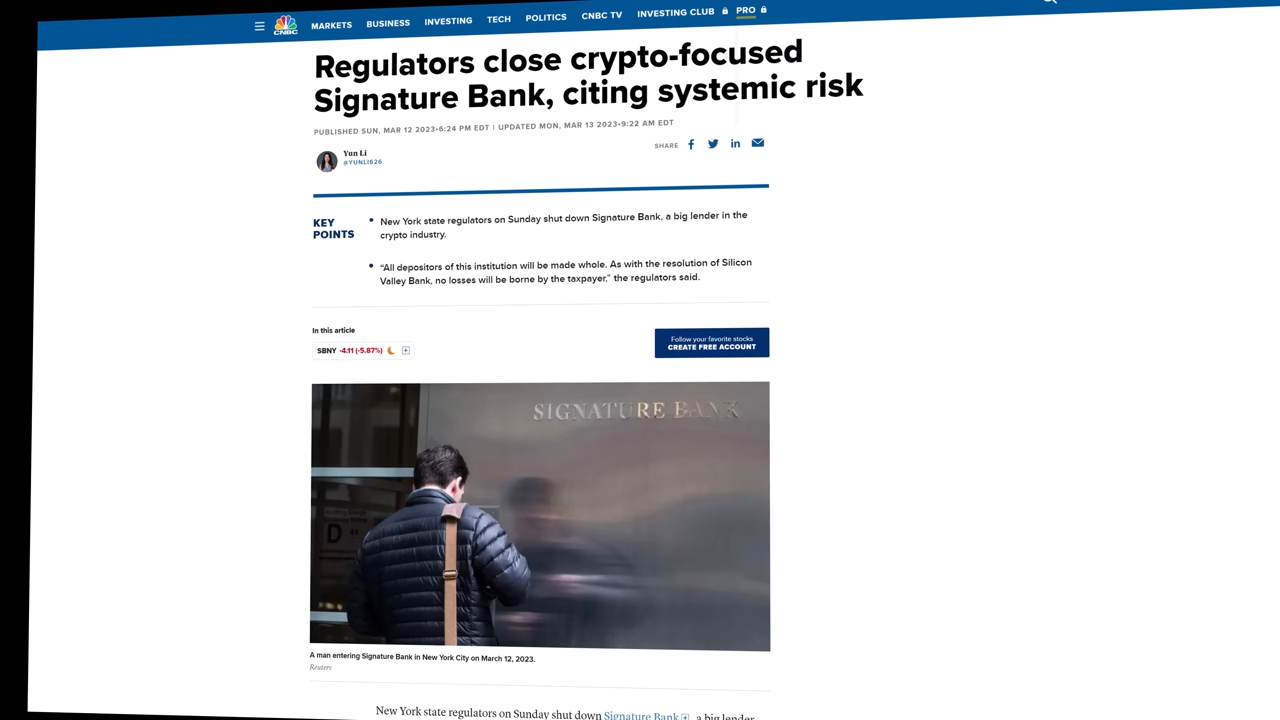 CNBC
MARKETS BUSINESS INVESTING TECH POLITICS CNBC TV INVESTING CLUB PRO
Regulators close crypto-focused
Signature Bank, citing systemic risk
PUBLISHED SUN, MAR 12 2023•6:24 PM EDT | UPDATED MON, MAR 13 2023•9:22 AM EDT
Yun Li
@YUNLI626
SHARE
KEY
POINTS
• New York state regulators on Sunday shut down Signature Bank, a big lender in the
crypto industry.
• “All depositors of this institution will be made whole. As with the resolution of Silicon
Valley Bank, no losses will be borne by the taxpayer,” the regulators said.
In this article
SBNY -4.11 (-5.87%)
Follow your favorite stocks
CREATE FREE ACCOUNT
SIGNATURE BANK
D 41
A man entering Signature Bank in New York City on March 12, 2023.
Reuters
New York state regulators on Sunday shut down Signature Bank, a big lender